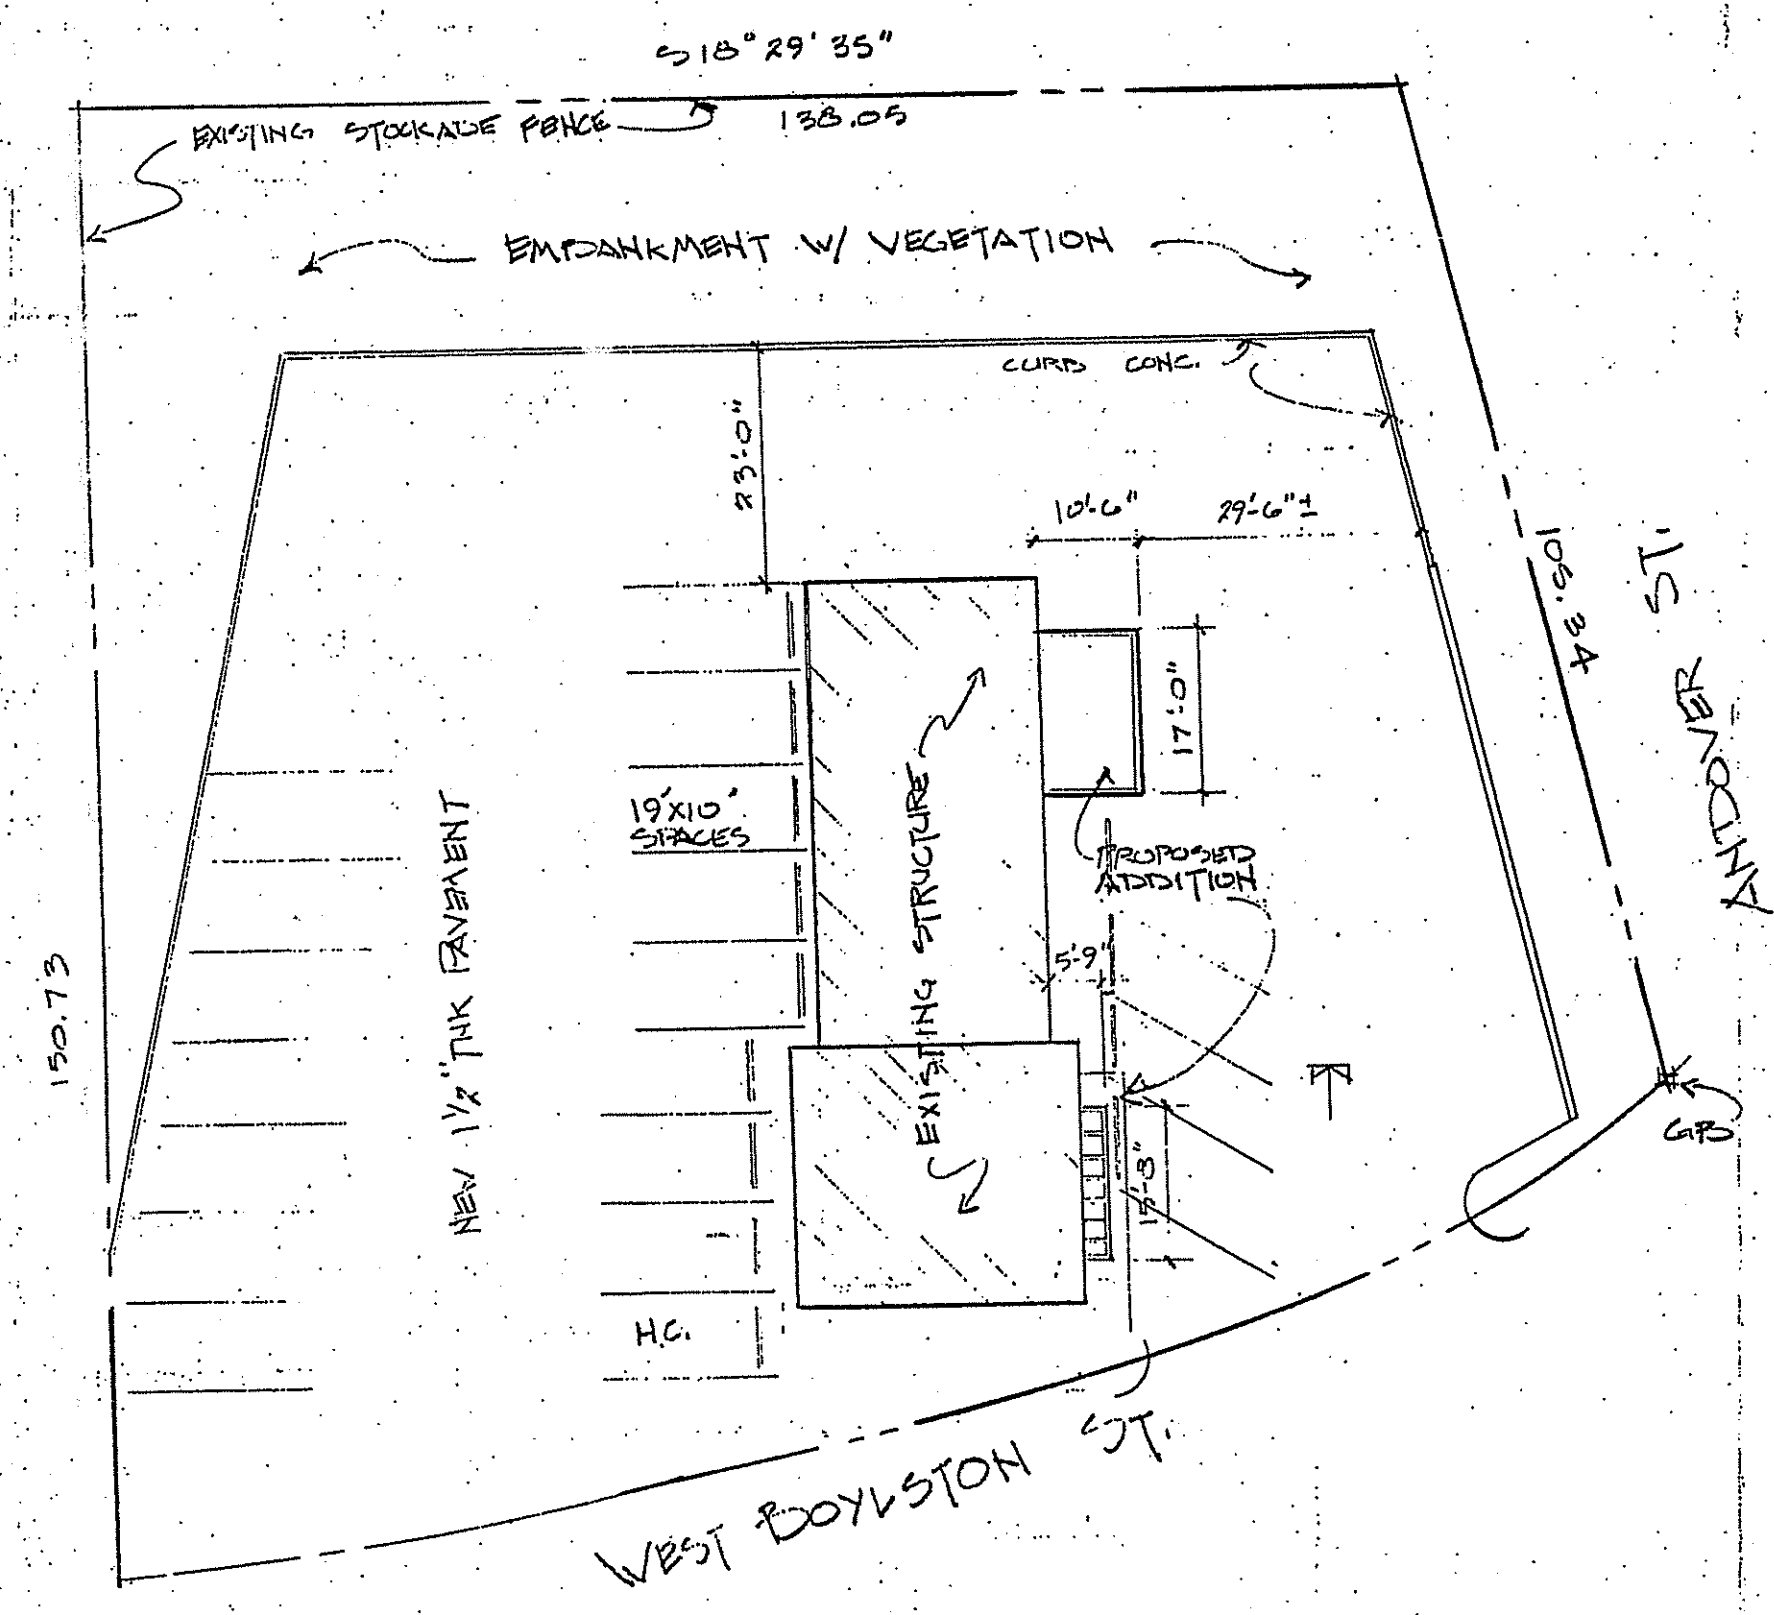 S18°29'35"
138.05
EXISTING STOCKADE FENCE
EMBANKMENT W/ VEGETATION
CURB CONC.
23'-0"
10'-6"
29'-6"±
105.34
ANDOVER ST.
17'-0"
19'X10'
SPACES
NEW 1½" THK PAVEMENT
EXISTING STRUCTURE
PROPOSED
ADDITION
5'-9"
150.73
15'-3"
GB
H.C.
WEST BOYLSTON ST.